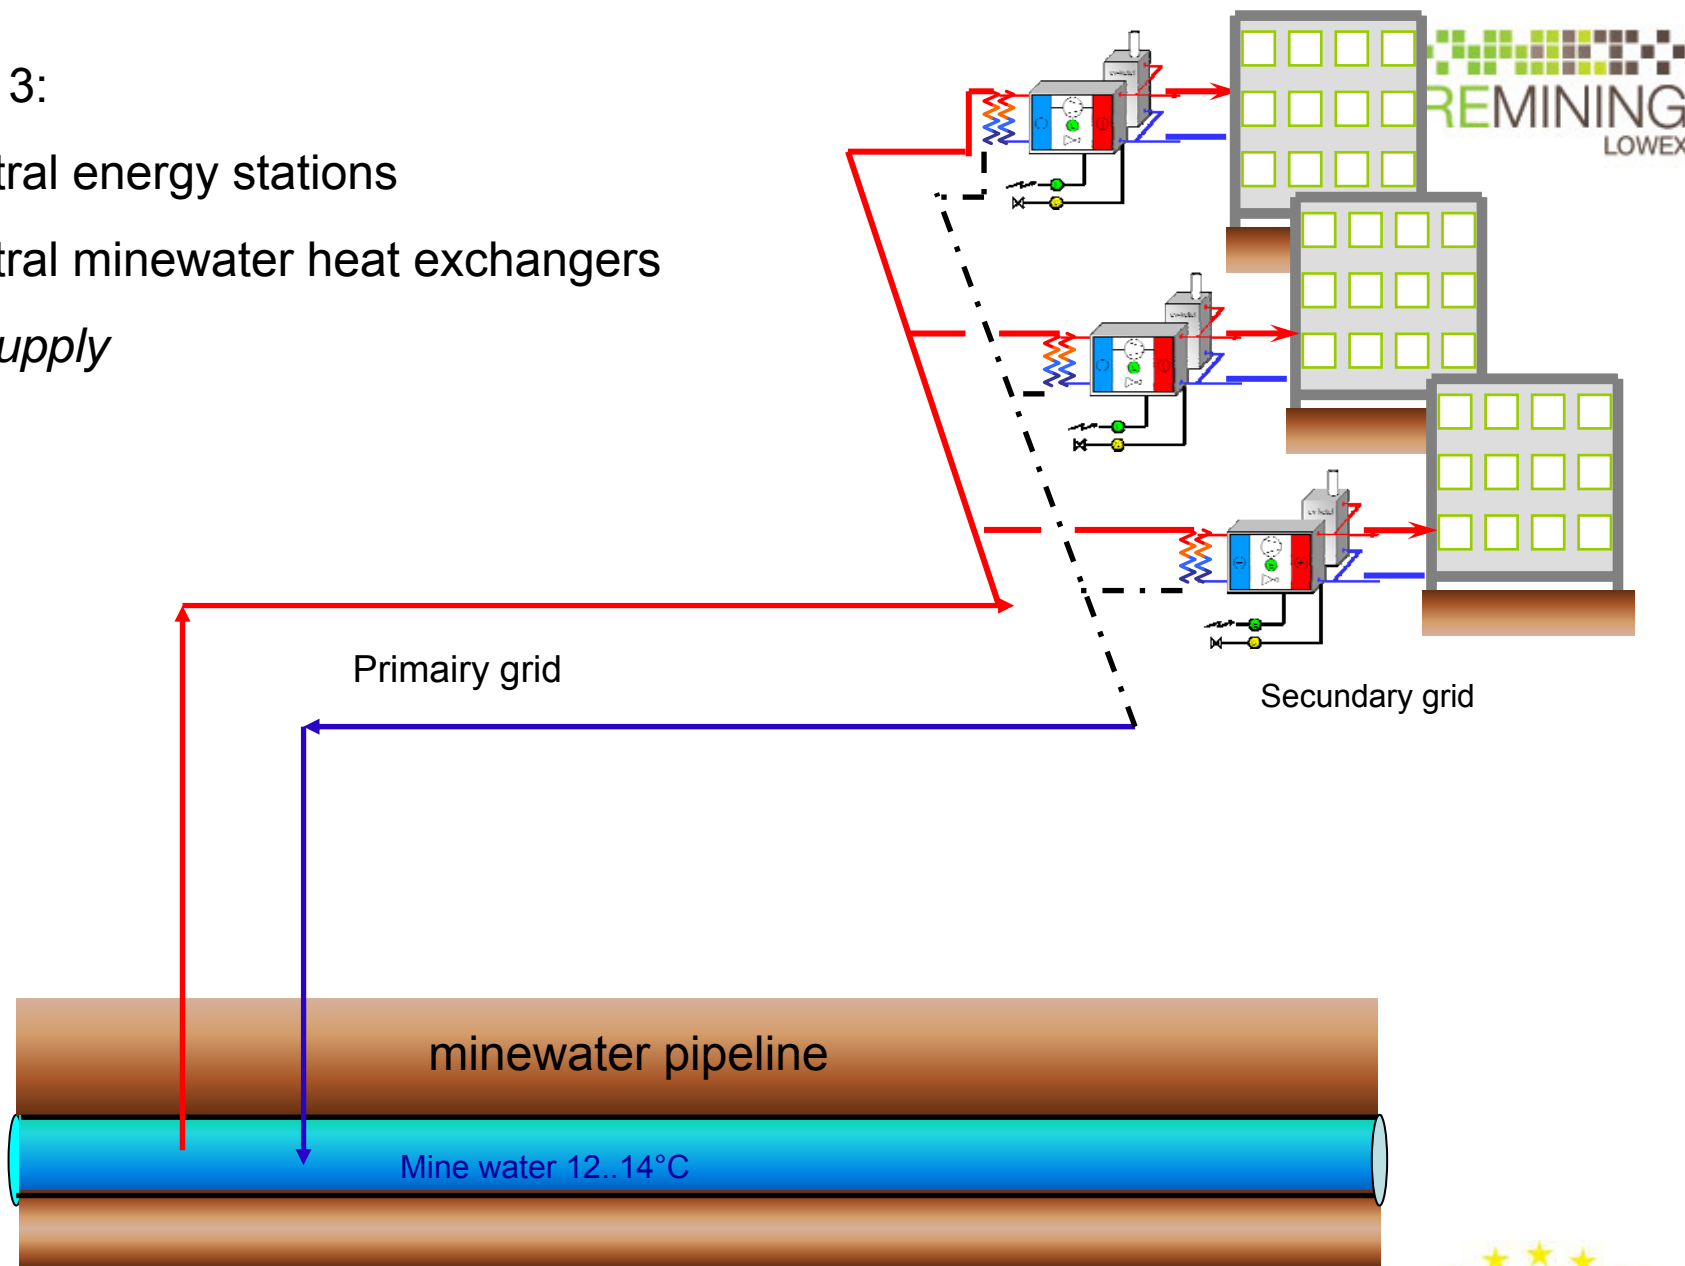 3:
tral energy stations
tral minewater heat exchangers
upply
REMINING
LOWEX
Primairy grid
Secundary grid
minewater pipeline
Mine water 12..14°C